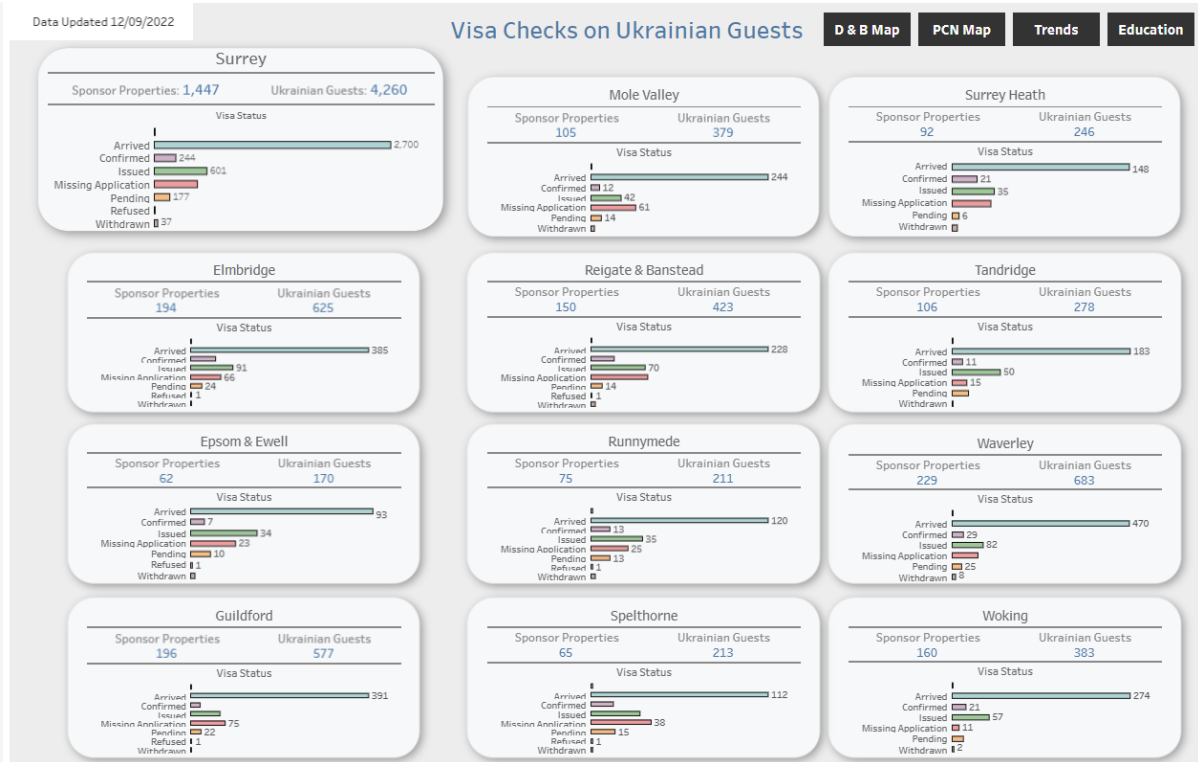 Data Updated 12/09/2022
Visa Checks on Ukrainian Guests
D & B Map
PCN Map
Trends
Education
Surrey
Sponsor Properties: 1,447 Ukrainian Guests: 4,260
Visa Status
Arrived 2,700
Confirmed 244
Issued 601
Missing Application
Pending 177
Refused
Withdrawn 37
Mole Valley
Sponsor Properties Ukrainian Guests
105 379
Visa Status
Arrived 244
Confirmed 12
Issued 42
Missing Application 61
Pending 14
Withdrawn
Surrey Heath
Sponsor Properties Ukrainian Guests
92 246
Visa Status
Arrived 148
Confirmed 21
Issued 35
Missing Application
Pending 6
Withdrawn
Elmbridge
Sponsor Properties Ukrainian Guests
194 625
Visa Status
Arrived 385
Confirmed
Issued 91
Missing Application 66
Pending 24
Refused 1
Withdrawn
Reigate & Banstead
Sponsor Properties Ukrainian Guests
150 423
Visa Status
Arrived 228
Confirmed
Issued 70
Missing Application
Pending 14
Refused 1
Withdrawn
Tandridge
Sponsor Properties Ukrainian Guests
106 278
Visa Status
Arrived 183
Confirmed 11
Issued 50
Missing Application 15
Pending
Withdrawn
Epsom & Ewell
Sponsor Properties Ukrainian Guests
62 170
Visa Status
Arrived 93
Confirmed 7
Issued 34
Missing Application 23
Pending 10
Refused 1
Withdrawn
Runnymede
Sponsor Properties Ukrainian Guests
75 211
Visa Status
Arrived 120
Confirmed 13
Issued 35
Missing Application 25
Pending 13
Refused 1
Withdrawn
Waverley
Sponsor Properties Ukrainian Guests
229 683
Visa Status
Arrived 470
Confirmed 29
Issued 82
Missing Application
Pending 25
Withdrawn 8
Guildford
Sponsor Properties Ukrainian Guests
196 577
Visa Status
Arrived 391
Confirmed
Issued
Missing Application 75
Pending 22
Refused 1
Withdrawn
Spelthorne
Sponsor Properties Ukrainian Guests
65 213
Visa Status
Arrived 112
Confirmed
Issued
Missing Application 38
Pending 15
Refused 1
Withdrawn
Woking
Sponsor Properties Ukrainian Guests
160 383
Visa Status
Arrived 274
Confirmed 21
Issued 57
Missing Application 11
Pending
Withdrawn 2